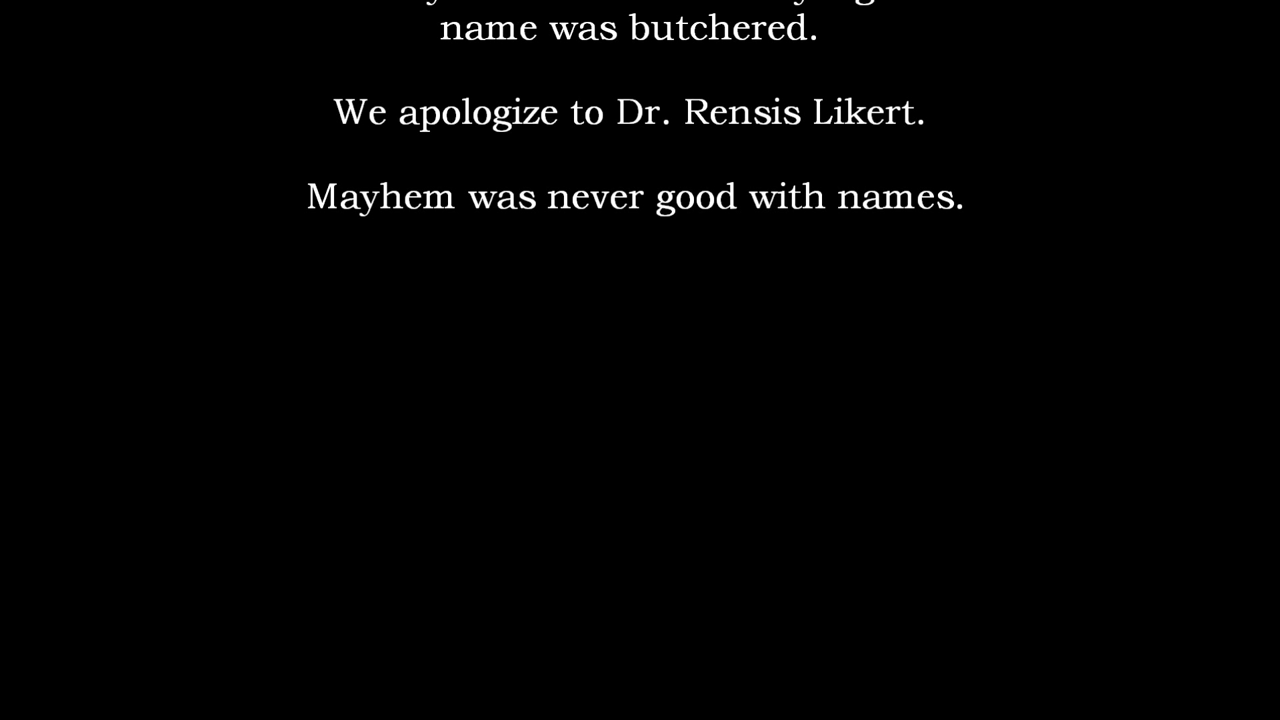 name was butchered.
We apologize to Dr. Rensis Likert.
Mayhem was never good with names.